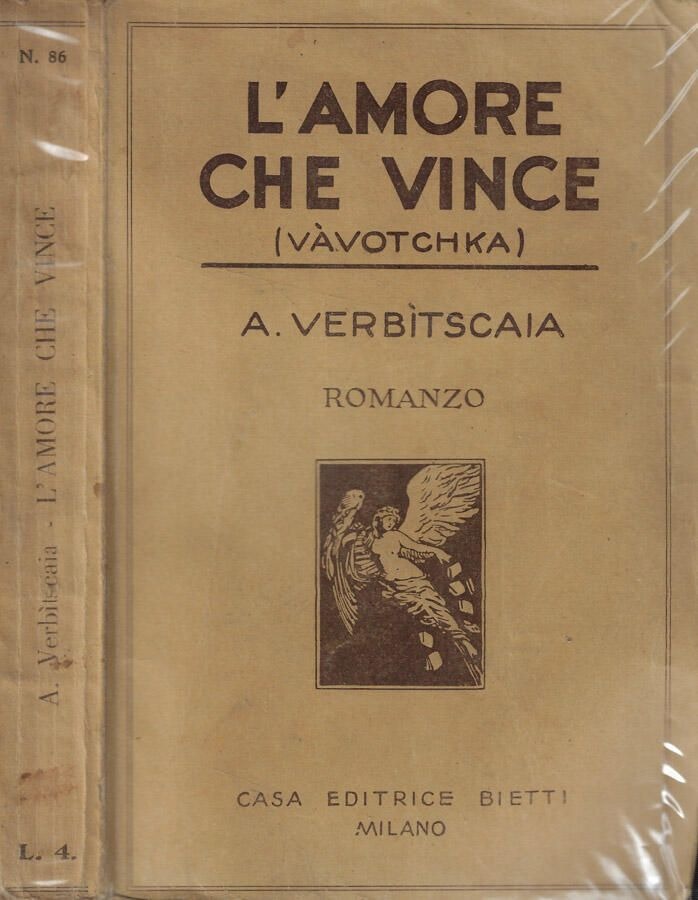 N. 86
A. Verbìtscaia - L'AMORE CHE VINCE
L. 4.
L'AMORE
CHE VINCE
(VÀVOTCHKA)
A. VERBÌTSCAIA
ROMANZO
CASA EDITRICE BIETTI
MILANO